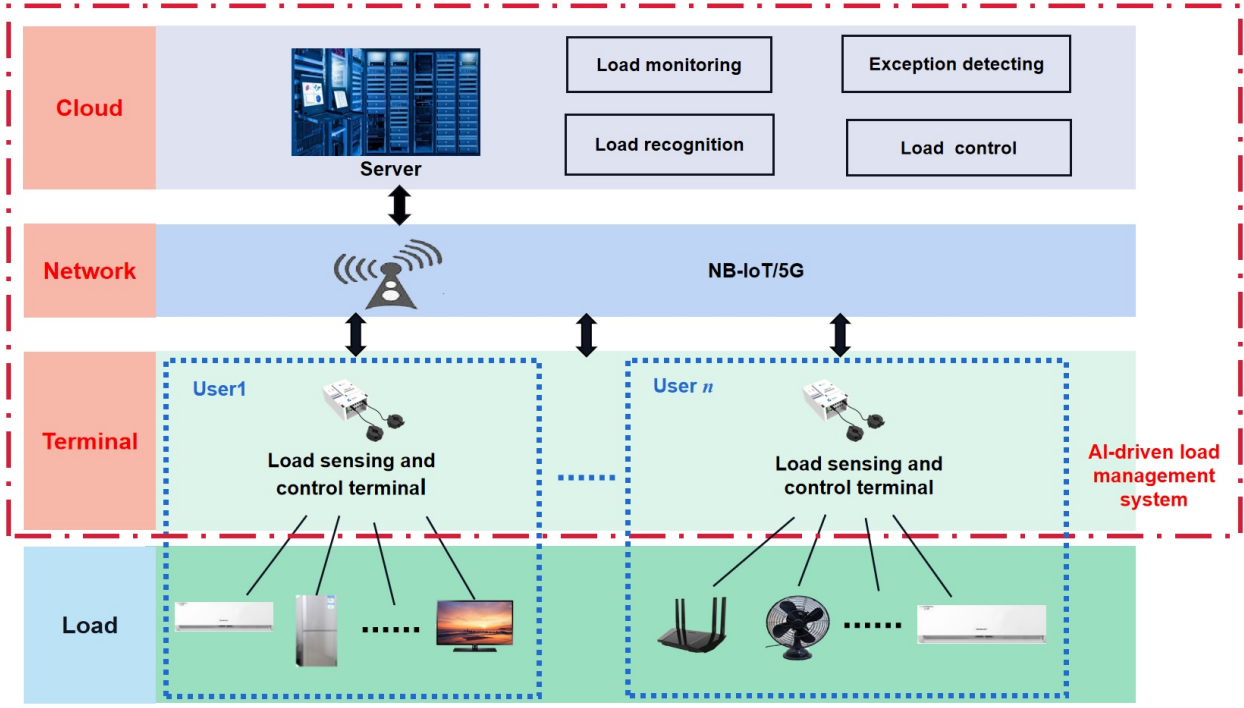 Cloud
Server
Load monitoring
Exception detecting
Load recognition
Load control
Network
NB-IoT/5G
Terminal
User1
Load sensing and
control terminal
User n
Load sensing and
control terminal
AI-driven load
management
system
Load